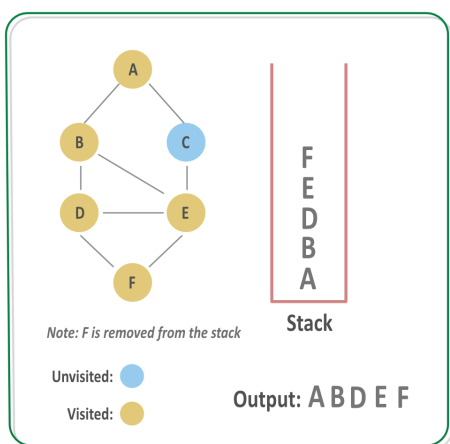 A
B
C
D
E
F
F
E
D
B
A
Note: F is removed from the stack
Stack
Unvisited:
Visited:
Output: A B D E F